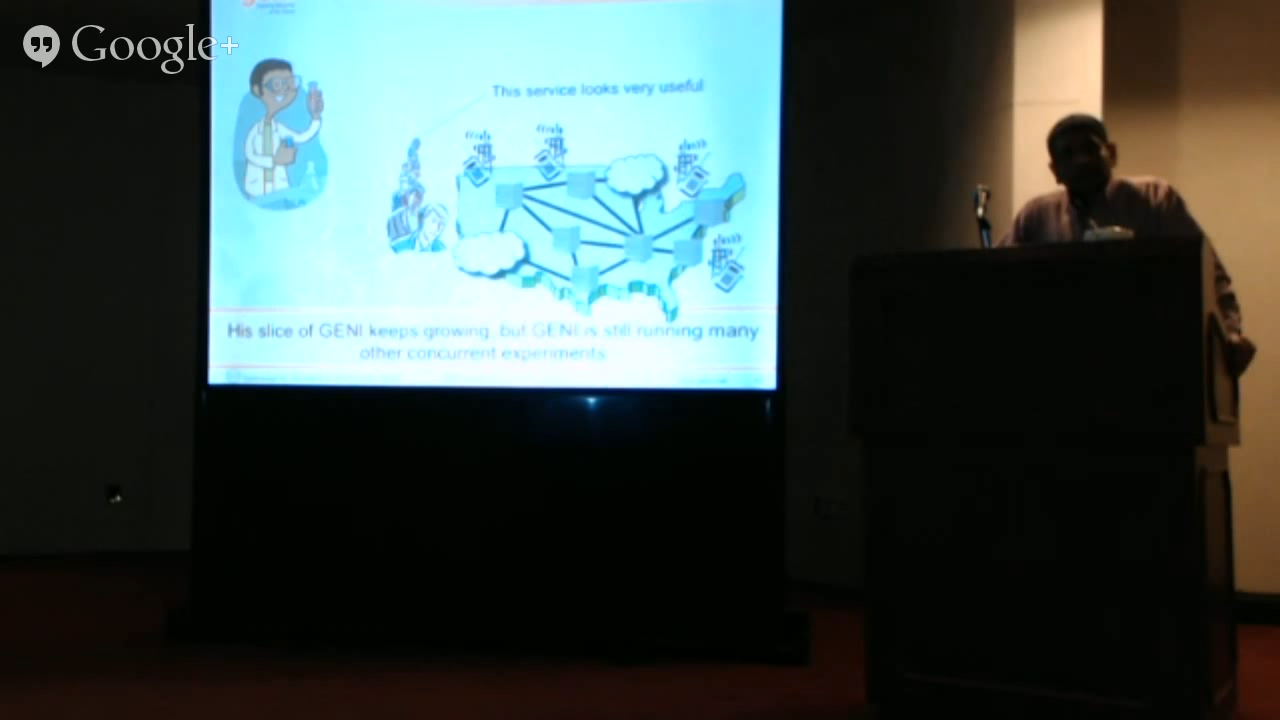 Google+
This service looks very useful
His slice of GENI keeps growing, but GENI is still running many
other concurrent experiments